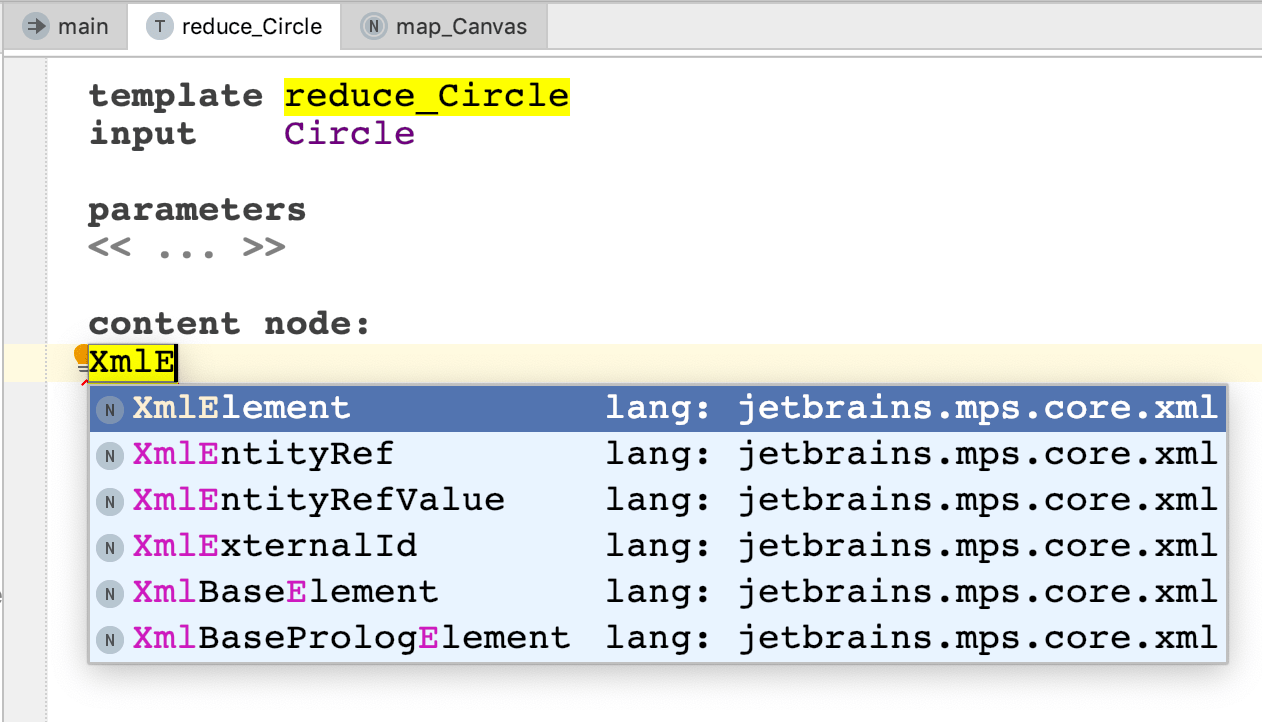 main T reduce_Circle N map_Canvas
template reduce_Circle
input Circle
parameters
<< ... >>
content node:
XmlE
N XmlElement lang: jetbrains.mps.core.xml
N XmlEntityRef lang: jetbrains.mps.core.xml
N XmlEntityRefValue lang: jetbrains.mps.core.xml
N XmlExternalId lang: jetbrains.mps.core.xml
N XmlBaseElement lang: jetbrains.mps.core.xml
N XmlBasePrologElement lang: jetbrains.mps.core.xml